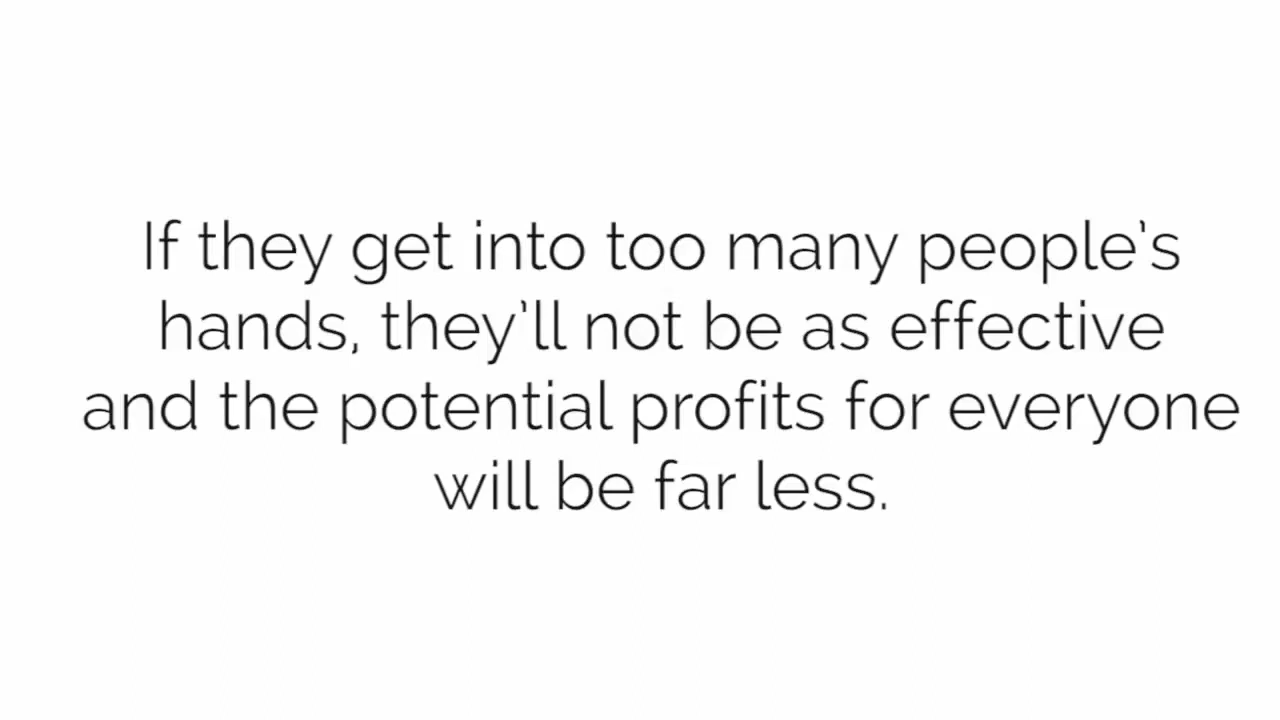 If they get into too many people's
hands, they'll not be as effective
and the potential profits for everyone
will be far less.